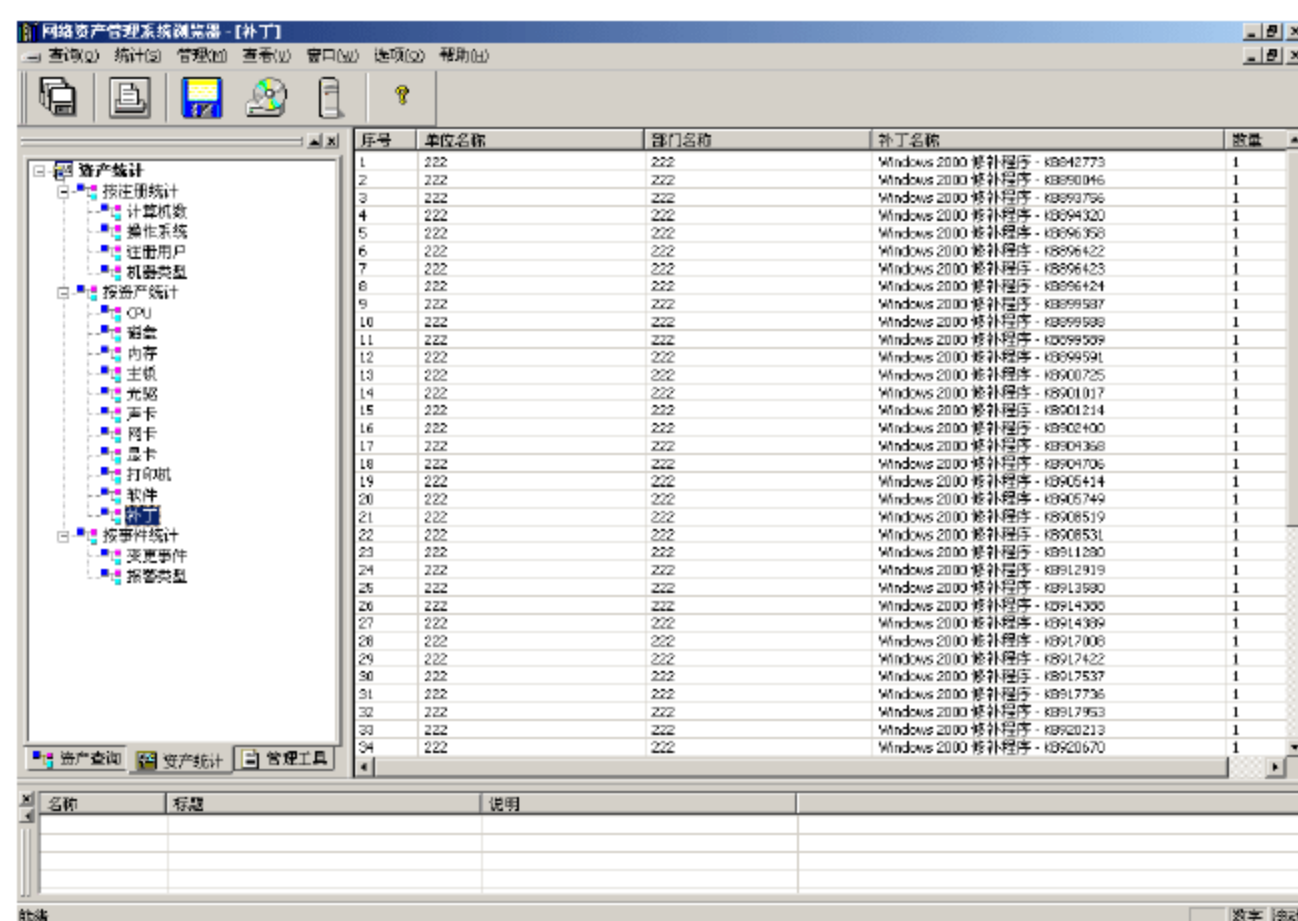 网络资产管理系统浏览器 - [补丁]
查询(Q) 统计(S) 管理(M) 查看(V) 窗口(W) 选项(O) 帮助(H)
资产统计
按注册统计
计算机数
操作系统
注册用户
机器类型
按资产统计
CPU
磁盘
内存
主板
光驱
声卡
网卡
显卡
打印机
软件
补丁
按事件统计
变更事件
报警类型
资产查询 资产统计 管理工具
序号 单位名称 部门名称 补丁名称 数量
1 222 222 Windows 2000 修补程序 - KB842773 1
2 222 222 Windows 2000 修补程序 - KB890046 1
3 222 222 Windows 2000 修补程序 - KB893756 1
4 222 222 Windows 2000 修补程序 - KB894320 1
5 222 222 Windows 2000 修补程序 - KB896358 1
6 222 222 Windows 2000 修补程序 - KB896422 1
7 222 222 Windows 2000 修补程序 - KB896423 1
8 222 222 Windows 2000 修补程序 - KB896424 1
9 222 222 Windows 2000 修补程序 - KB899587 1
10 222 222 Windows 2000 修补程序 - KB899588 1
11 222 222 Windows 2000 修补程序 - KB899589 1
12 222 222 Windows 2000 修补程序 - KB899591 1
13 222 222 Windows 2000 修补程序 - KB900725 1
14 222 222 Windows 2000 修补程序 - KB901017 1
15 222 222 Windows 2000 修补程序 - KB901214 1
16 222 222 Windows 2000 修补程序 - KB902400 1
17 222 222 Windows 2000 修补程序 - KB904368 1
18 222 222 Windows 2000 修补程序 - KB904706 1
19 222 222 Windows 2000 修补程序 - KB905414 1
20 222 222 Windows 2000 修补程序 - KB905749 1
21 222 222 Windows 2000 修补程序 - KB908519 1
22 222 222 Windows 2000 修补程序 - KB908531 1
23 222 222 Windows 2000 修补程序 - KB911280 1
24 222 222 Windows 2000 修补程序 - KB912919 1
25 222 222 Windows 2000 修补程序 - KB913580 1
26 222 222 Windows 2000 修补程序 - KB914388 1
27 222 222 Windows 2000 修补程序 - KB914389 1
28 222 222 Windows 2000 修补程序 - KB917008 1
29 222 222 Windows 2000 修补程序 - KB917422 1
30 222 222 Windows 2000 修补程序 - KB917537 1
31 222 222 Windows 2000 修补程序 - KB917736 1
32 222 222 Windows 2000 修补程序 - KB917953 1
33 222 222 Windows 2000 修补程序 - KB920213 1
34 222 222 Windows 2000 修补程序 - KB920670 1
名称 标题 说明
就绪 数字